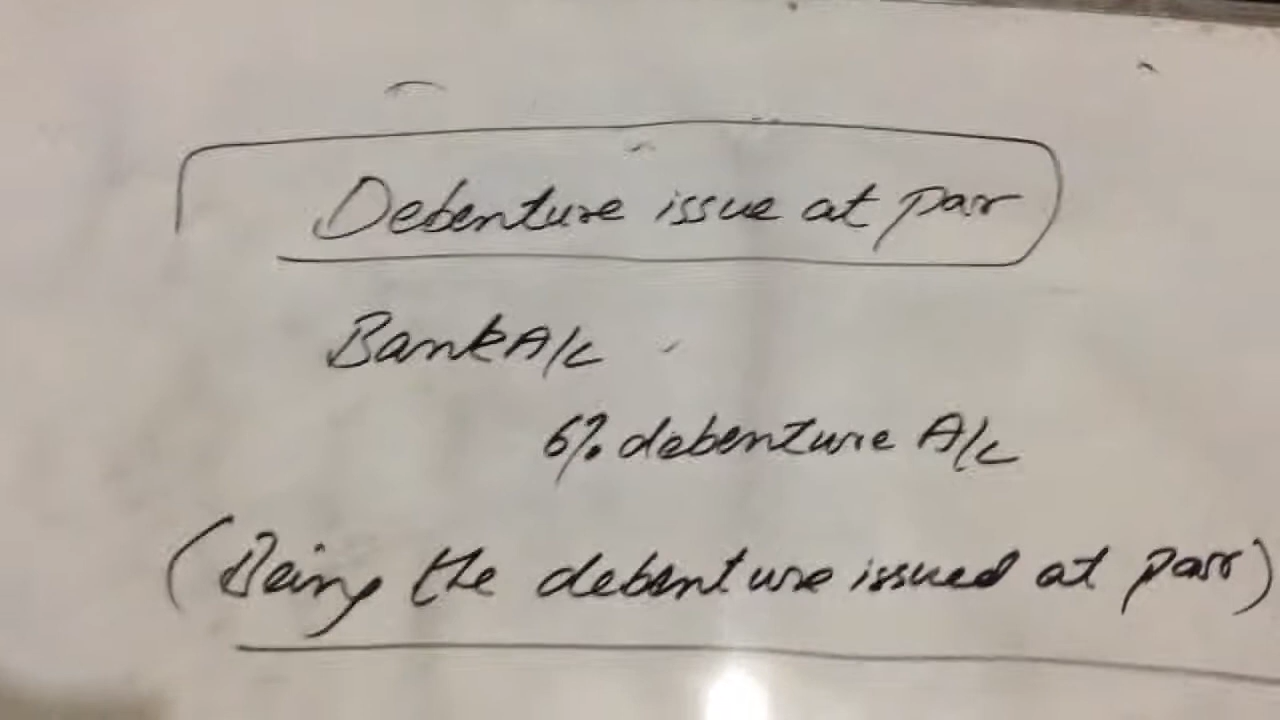 Debenture issue at par
Bank A/c
6% debenture A/c
(Being the debenture issued at par)